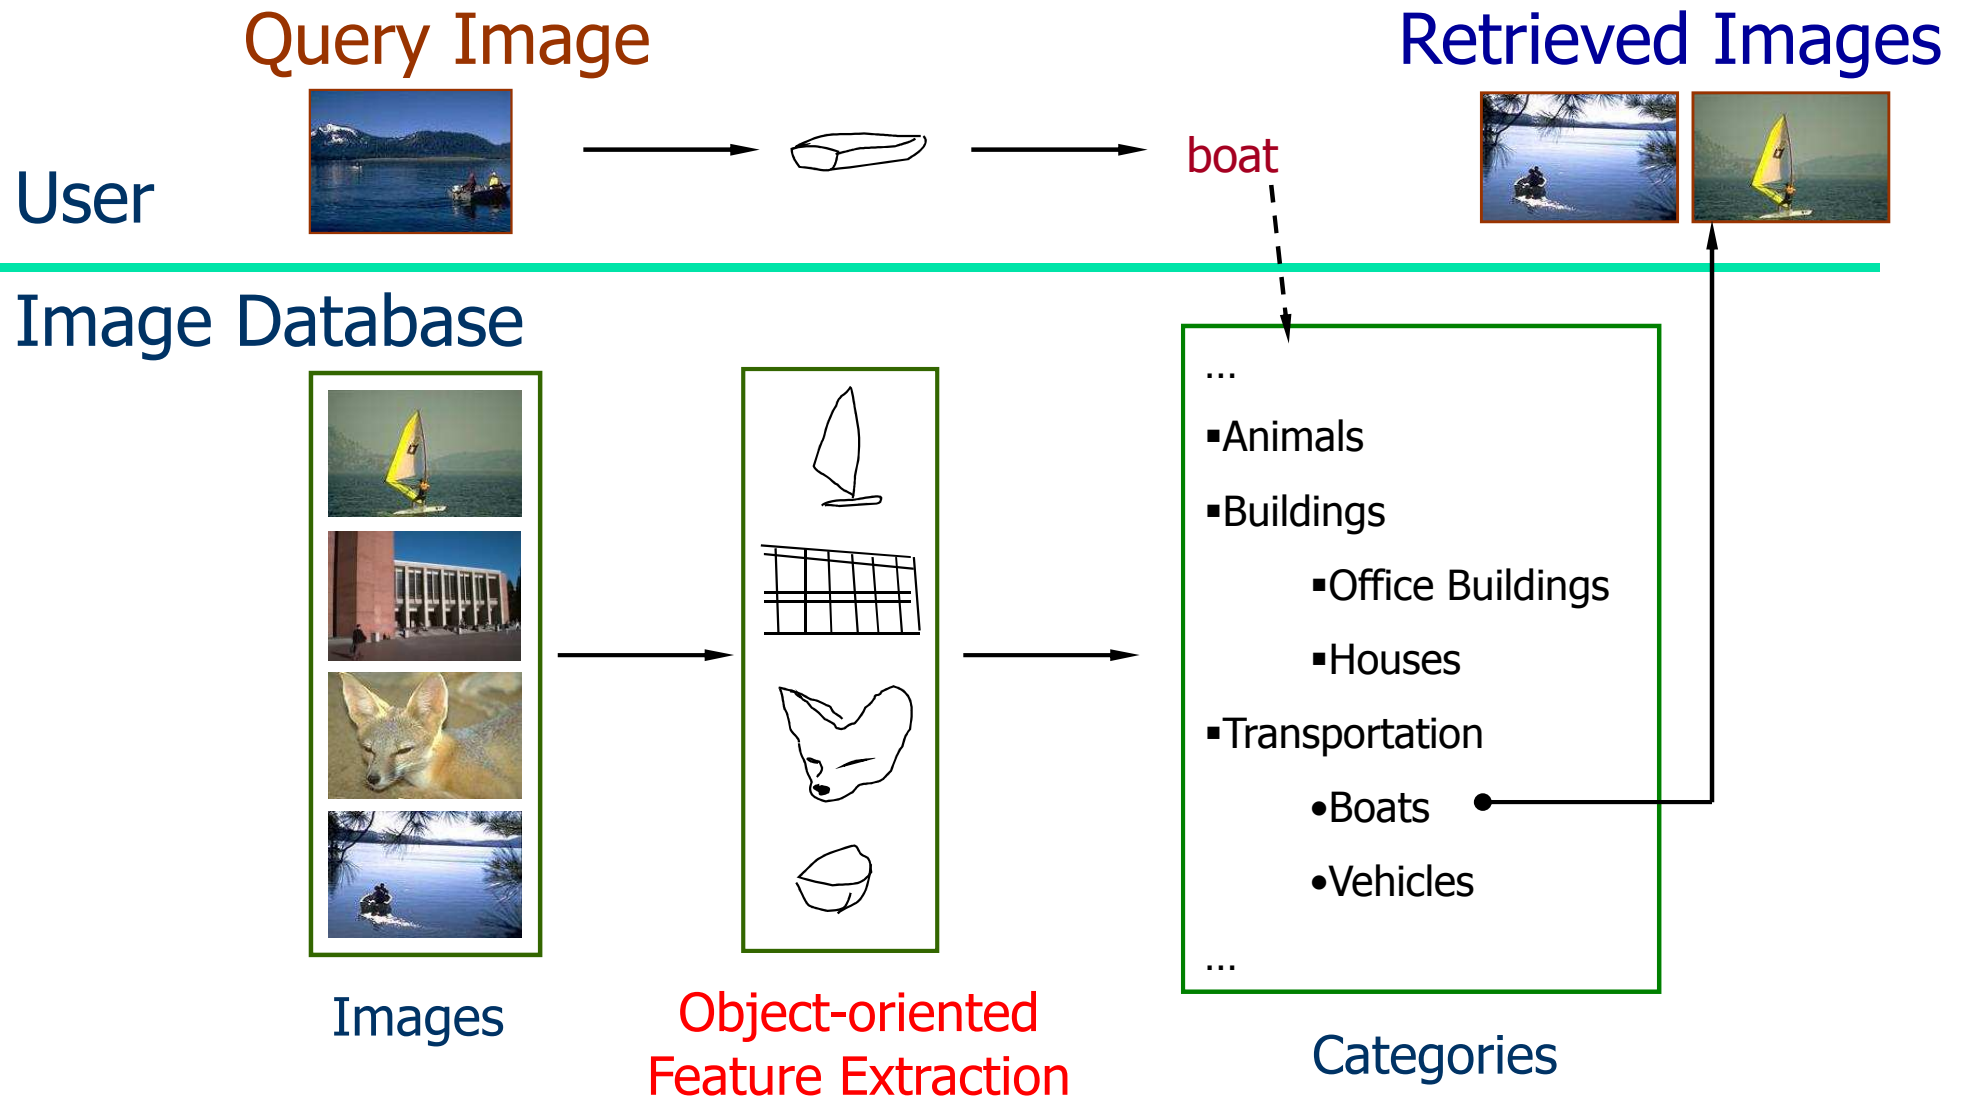 Query Image
Retrieved Images
boat
User
Image Database
...
▪Animals
▪Buildings
▪Office Buildings
▪Houses
▪Transportation
•Boats
•Vehicles
...
Images
Object-oriented
Feature Extraction
Categories